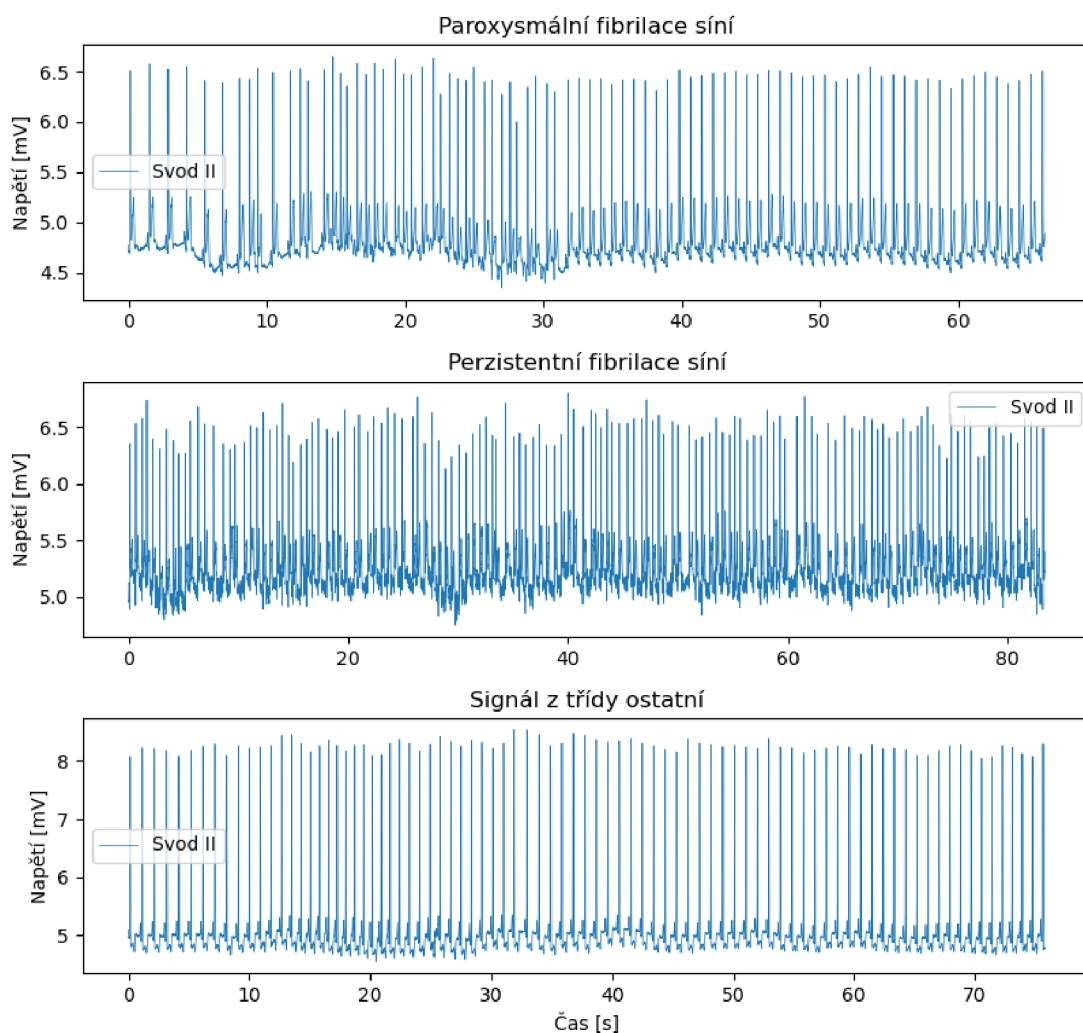 Paroxysmální fibrilace síní
Napětí [mV]
6.5
6.0
5.5
5.0
4.5
Svod II
0 10 20 30 40 50 60
Perzistentní fibrilace síní
Napětí [mV]
6.5
6.0
5.5
5.0
Svod II
0 20 40 60 80
Signál z třídy ostatní
Napětí [mV]
8
7
6
5
Svod II
0 10 20 30 40 50 60 70
Čas [s]